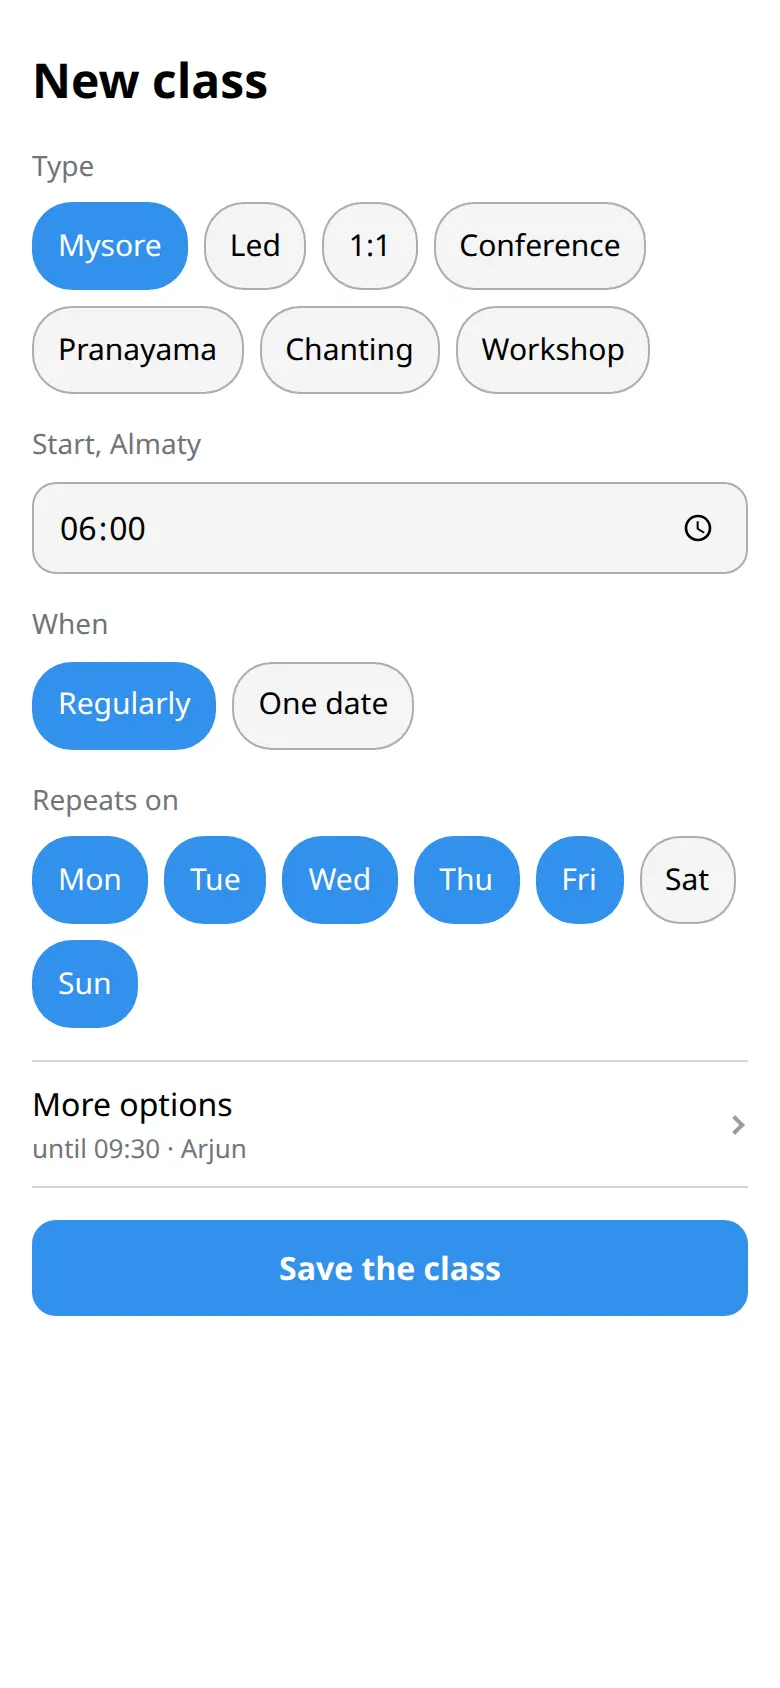 New class
Type
Mysore Led 1:1 Conference
Pranayama Chanting Workshop
Start, Almaty
06:00
When
Regularly One date
Repeats on
Mon Tue Wed Thu Fri Sat
Sun
More options
until 09:30 · Arjun
Save the class